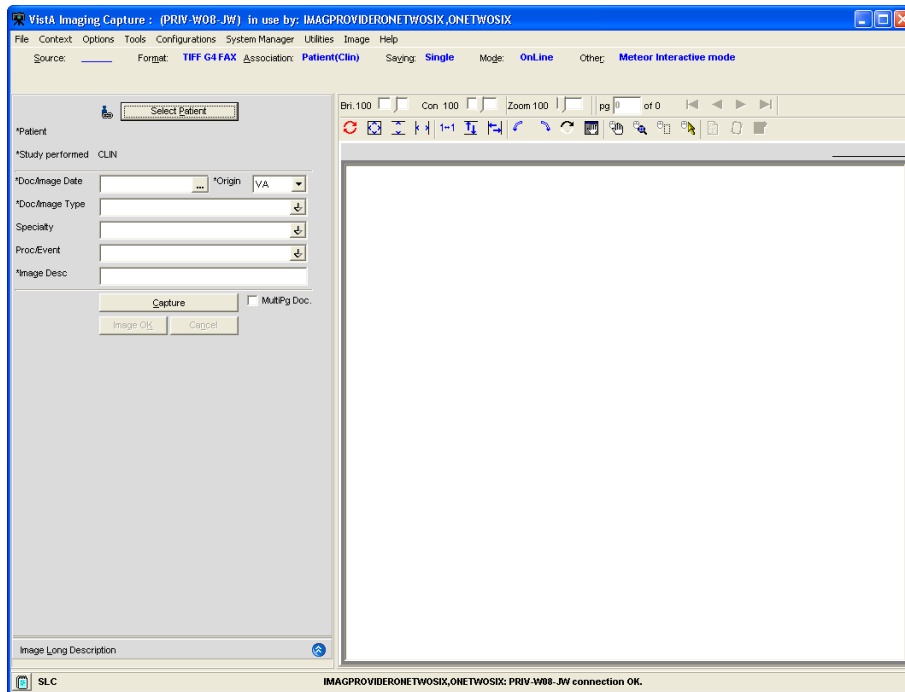 VistA Imaging Capture : (PRIV-W08-JW) in use by: IMAGPROVIDERONETWOSIX,ONETWOSIX
File Context Options Tools Configurations System Manager Utilities Image Help
Source: Format: TIFF G4 FAX Association: Patient(Clin) Saving: Single Mode: OnLine Other: Meteor Interactive mode
Bri. 100 Con 100 Zoom 100 pg 0 of 0
Select Patient
1~1
*Patient
*Study performed CLIN
*Doc/Image Date ... *Origin VA
*Doc/Image Type
Specialty
Proc/Event
*Image Desc
Capture MultiPg Doc.
Image OK Cancel
Image Long Description
SLC IMAGPROVIDERONETWOSIX,ONETWOSIX: PRIV-W08-JW connection OK.